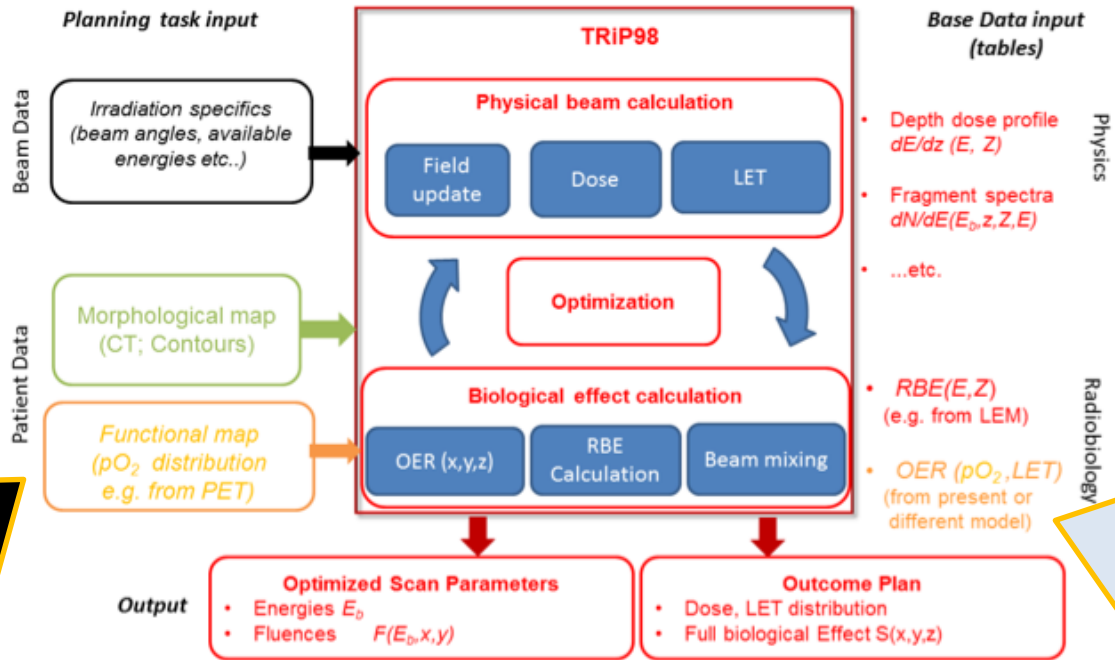 Planning task input
TRiP98
Base Data input
(tables)
Beam Data
Irradiation specifics
(beam angles, available
energies etc..)
Physical beam calculation
Field
update
Dose
LET
• Depth dose profile
dE/dz (E, Z)
• Fragment spectra
dN/dE(E_b,z,Z,E)
• ...etc.
Physics
Optimization
Patient Data
Morphological map
(CT; Contours)
Functional map
(pO₂ distribution
e.g. from PET)
Biological effect calculation
OER (x,y,z)
RBE
Calculation
Beam mixing
• RBE(E,Z)
(e.g. from LEM)
• OER (pO₂,LET)
(from present or
different model)
Radiobiology
Output
Optimized Scan Parameters
• Energies E_b
• Fluences F(E_b,x,y)
Outcome Plan
• Dose, LET distribution
• Full biological Effect S(x,y,z)